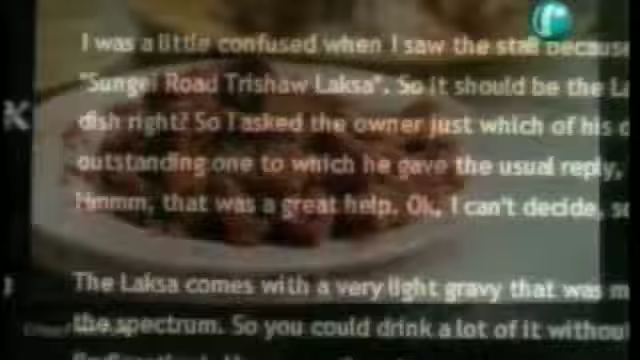 I was a little confused when I saw the stall because
"Sungei Road Trishaw Laksa". So it should be the
dish right? So I asked the owner just which of his
outstanding one to which he gave the usual reply,
Hmmm, that was a great help. Ok, I can't decide,
The Laksa comes with a very light gravy that was
the spectrum. So you could drink a lot of it